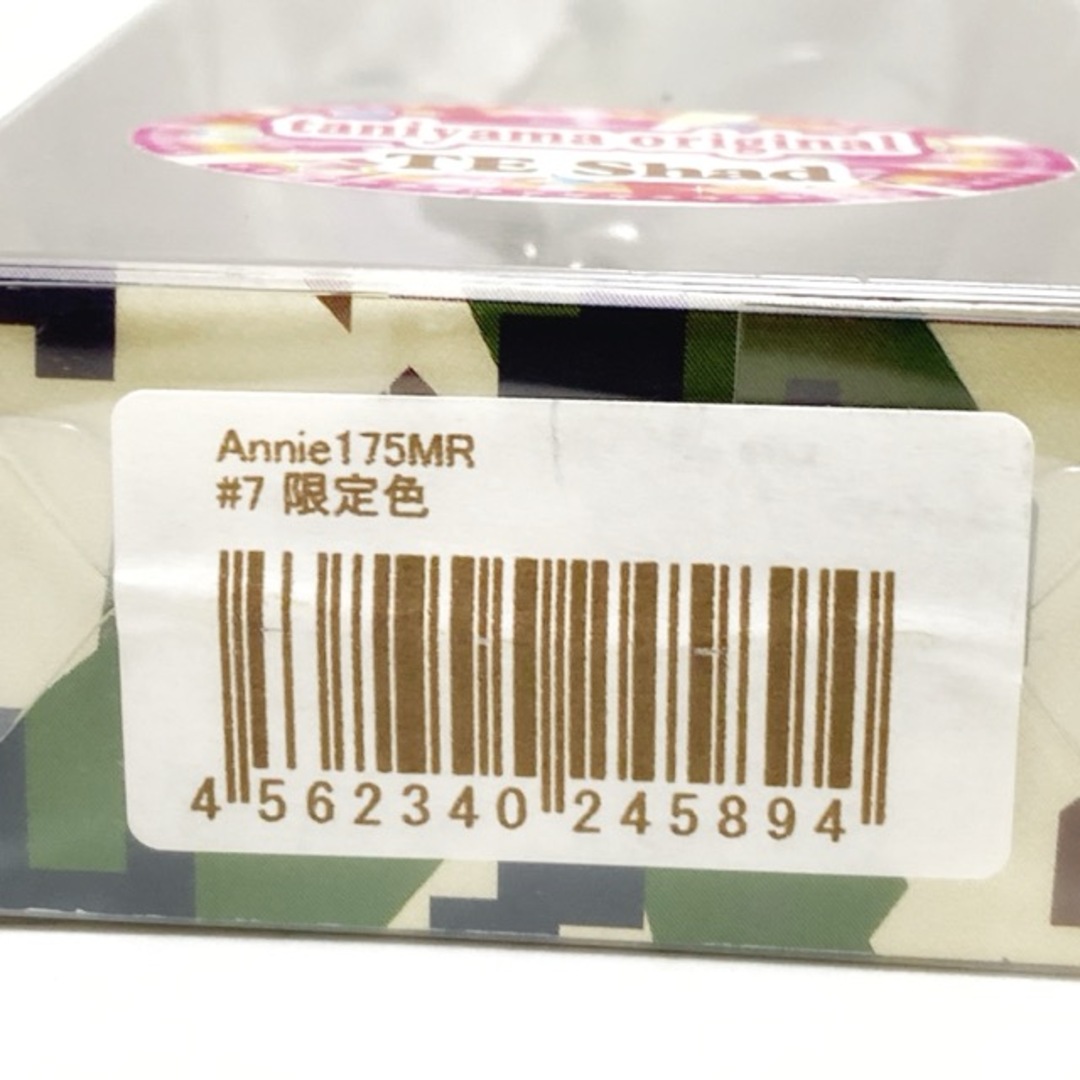 taniyama original
TE Shad
Annie175MR
#7 限定色
4 562340 245894